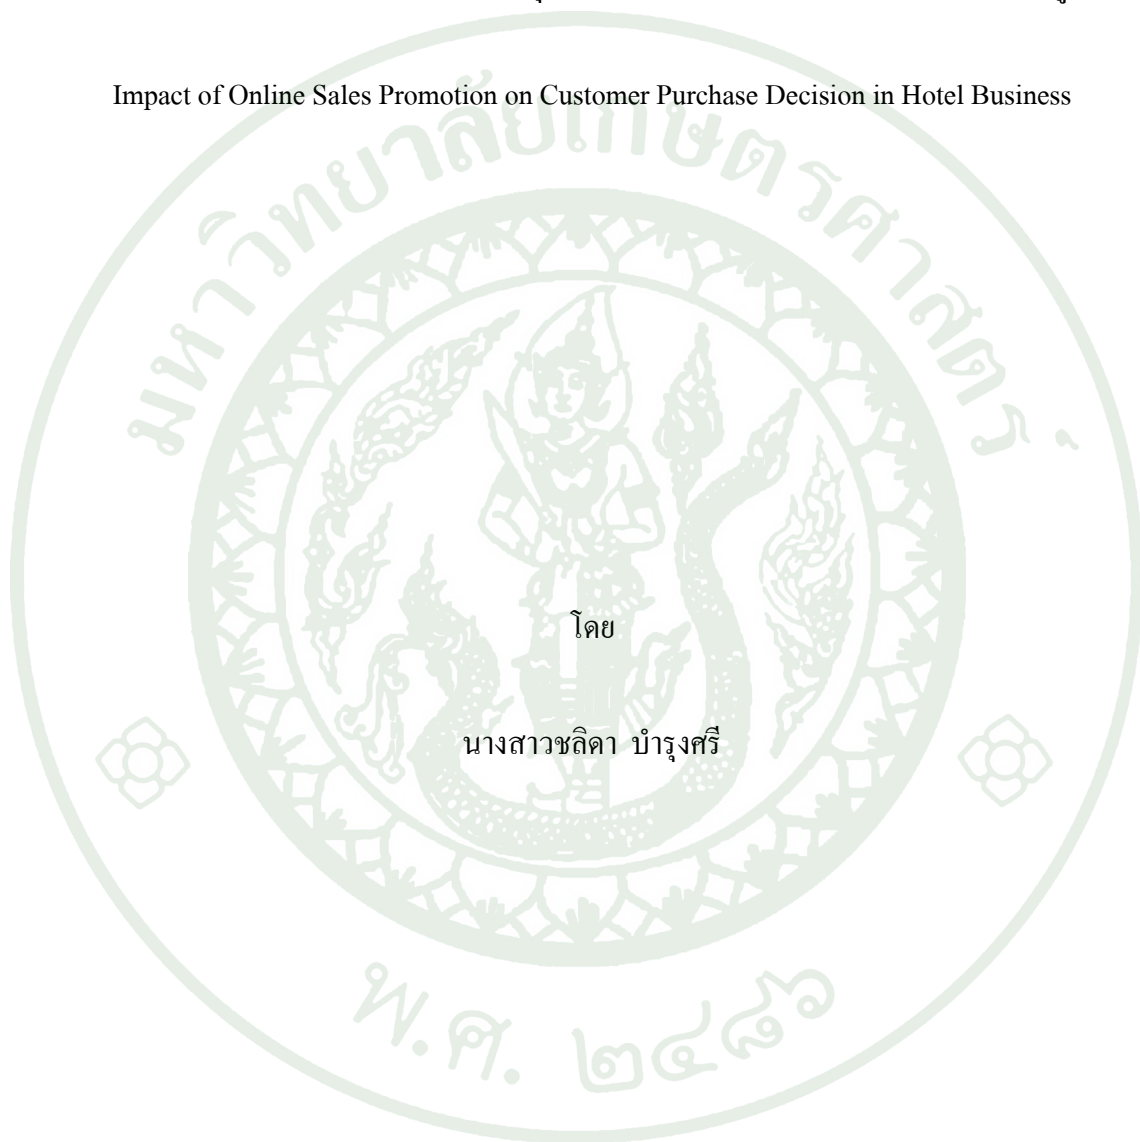 Impact of Online Sales Promotion on Customer Purchase Decision in Hotel Business
มหาวิทยาลัยเกษตรศาสตร์
โดย
นางสาวชลิดา บำรุงศรี
พ.ศ. ๒๔๘๖